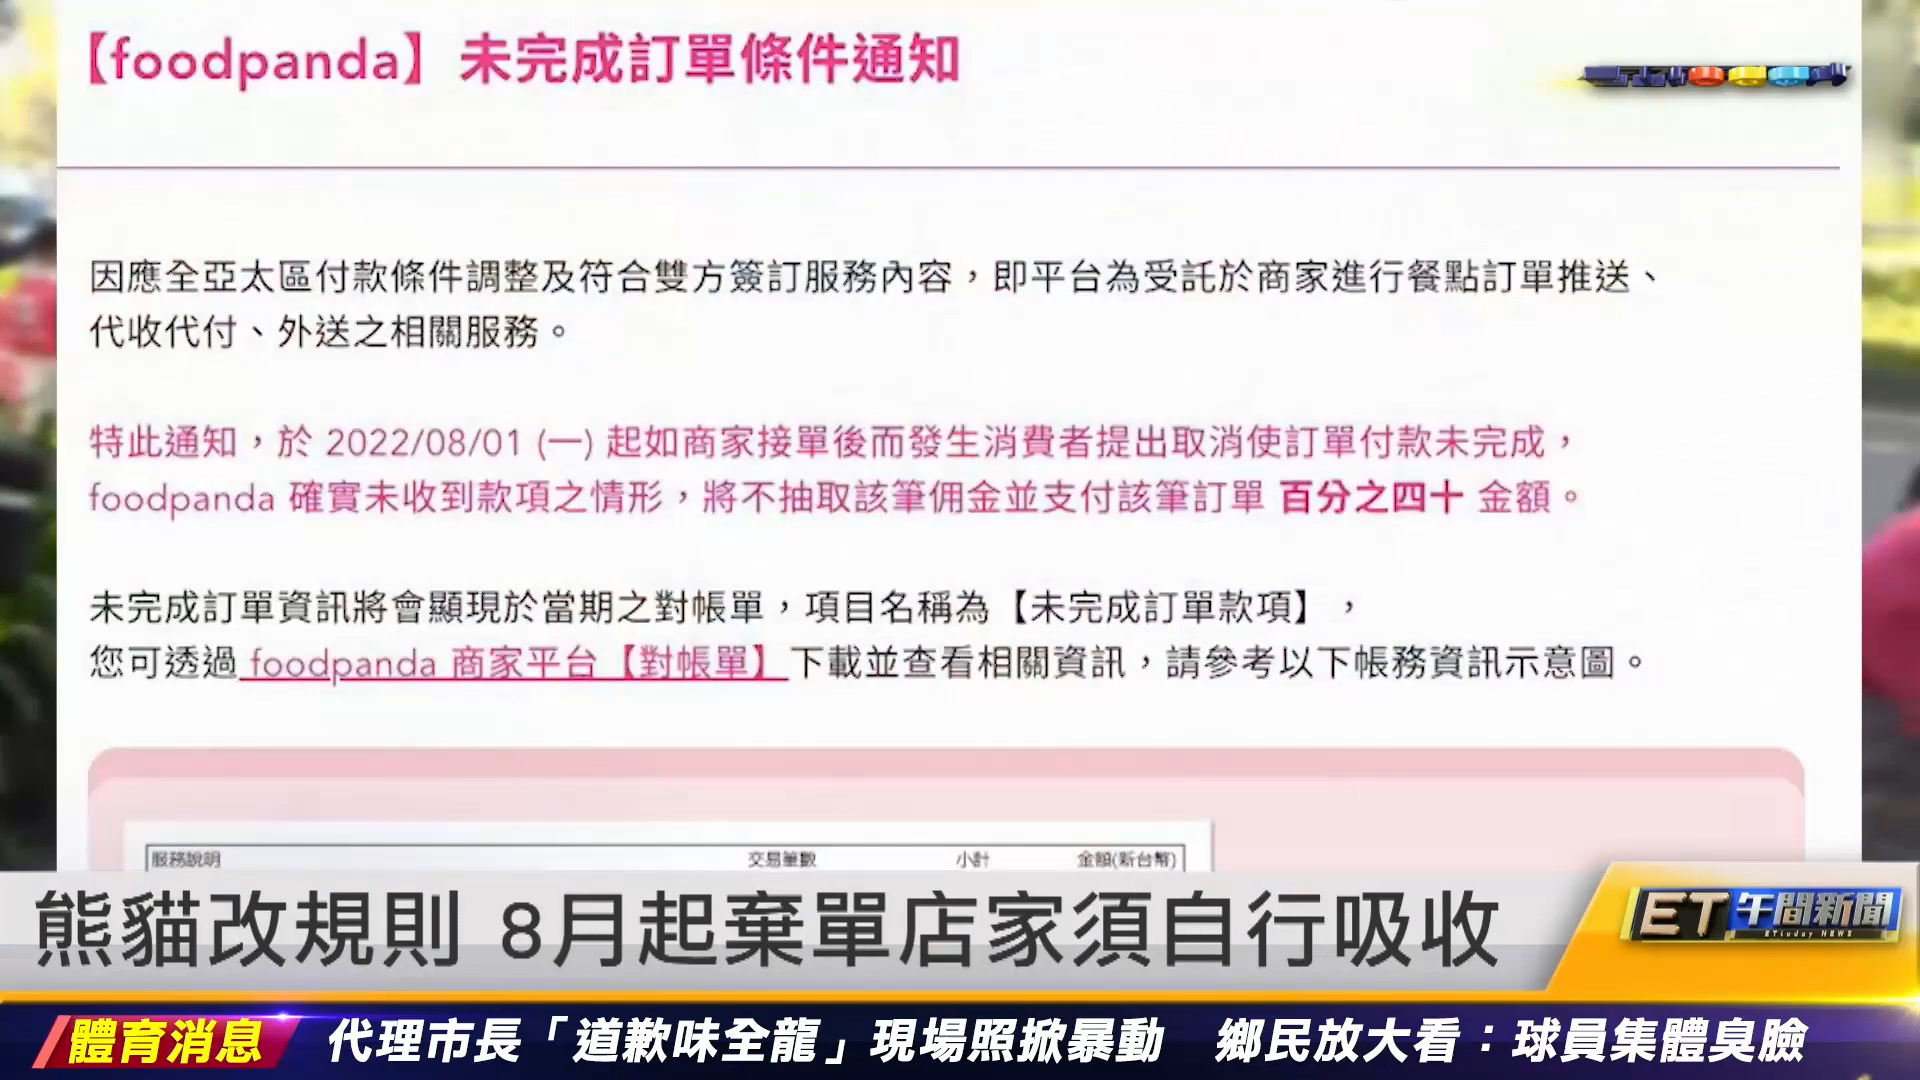 【foodpanda】未完成訂單條件通知
因應全亞太區付款條件調整及符合雙方簽訂服務內容，即平台為受託於商家進行餐點訂單推送、
代收代付、外送之相關服務。
特此通知，於 2022/08/01 (一) 起如商家接單後而發生消費者提出取消使訂單付款未完成，
foodpanda 確實未收到款項之情形，將不抽取該筆佣金並支付該筆訂單 百分之四十 金額。
未完成訂單資訊將會顯現於當期之對帳單，項目名稱為【未完成訂單款項】，
您可透過 foodpanda 商家平台【對帳單】下載並查看相關資訊，請參考以下帳務資訊示意圖。
服務說明 交易筆數 小計 金額(新台幣)
熊貓改規則 8月起棄單店家須自行吸收
ET午間新聞
ETtoday NEWS
體育消息 代理市長「道歉味全龍」現場照掀暴動 鄉民放大看：球員集體臭臉